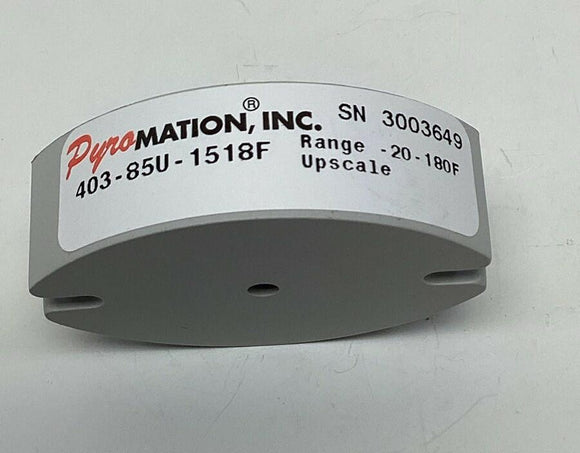 PyroMATION, INC.® SN 3003649
403-85U-1518F Range -20-180F
Upscale